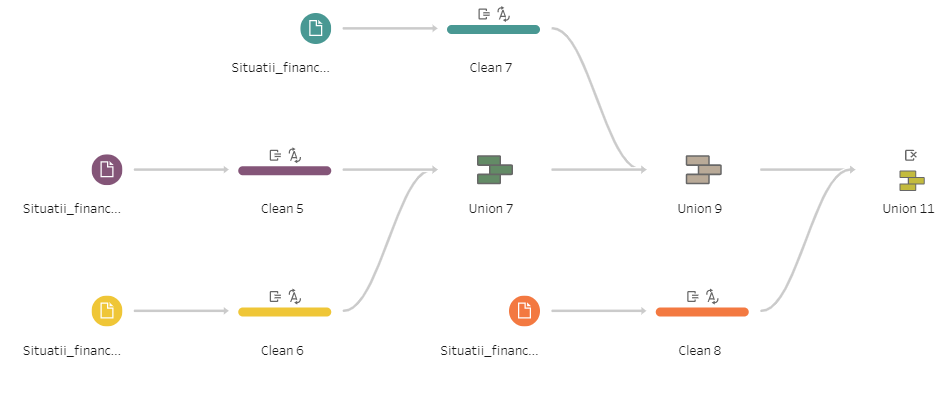 Situatii_financ...
Clean 7
Situatii_financ...
Clean 5
Union 7
Union 9
Union 11
Situatii_financ...
Clean 6
Situatii_financ...
Clean 8